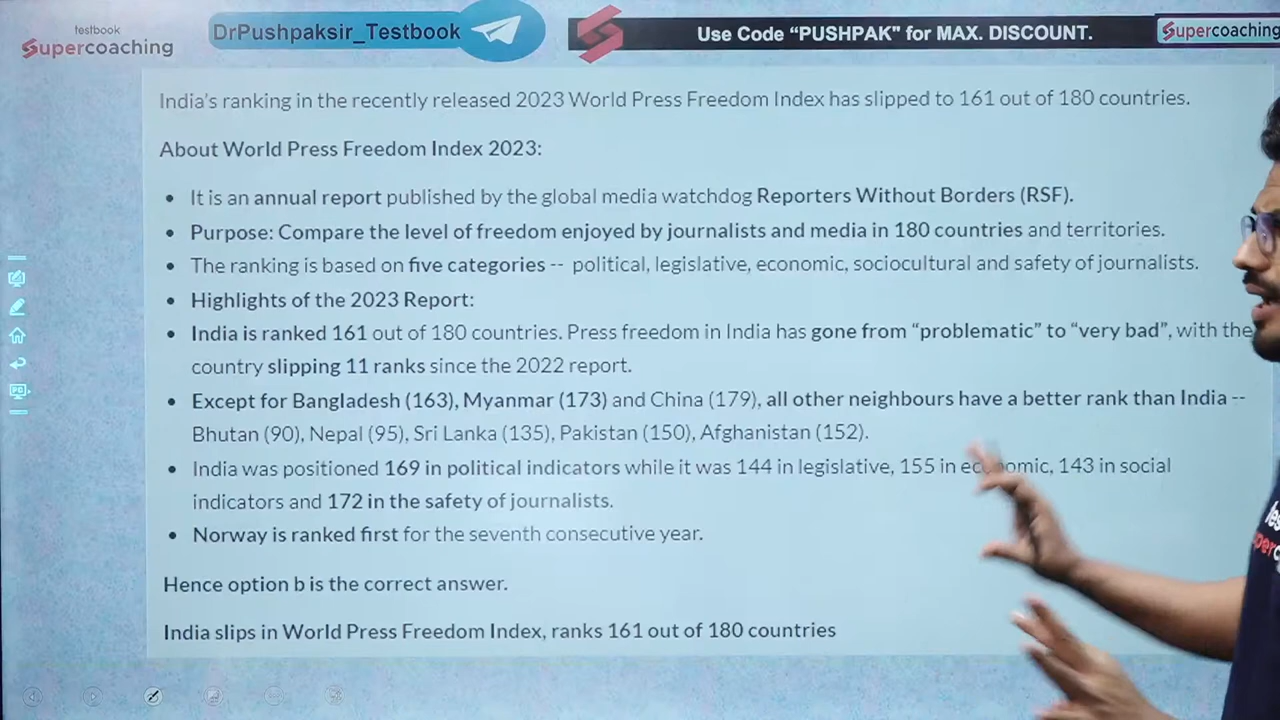 testbook
Supercoaching
DrPushpaksir_Testbook
Use Code “PUSHPAK” for MAX. DISCOUNT.
Supercoaching
India’s ranking in the recently released 2023 World Press Freedom Index has slipped to 161 out of 180 countries.
About World Press Freedom Index 2023:
• It is an annual report published by the global media watchdog Reporters Without Borders (RSF).
• Purpose: Compare the level of freedom enjoyed by journalists and media in 180 countries and territories.
• The ranking is based on five categories -- political, legislative, economic, sociocultural and safety of journalists.
• Highlights of the 2023 Report:
• India is ranked 161 out of 180 countries. Press freedom in India has gone from “problematic” to “very bad”, with the
country slipping 11 ranks since the 2022 report.
• Except for Bangladesh (163), Myanmar (173) and China (179), all other neighbours have a better rank than India --
Bhutan (90), Nepal (95), Sri Lanka (135), Pakistan (150), Afghanistan (152).
• India was positioned 169 in political indicators while it was 144 in legislative, 155 in economic, 143 in social
indicators and 172 in the safety of journalists.
• Norway is ranked first for the seventh consecutive year.
Hence option b is the correct answer.
India slips in World Press Freedom Index, ranks 161 out of 180 countries